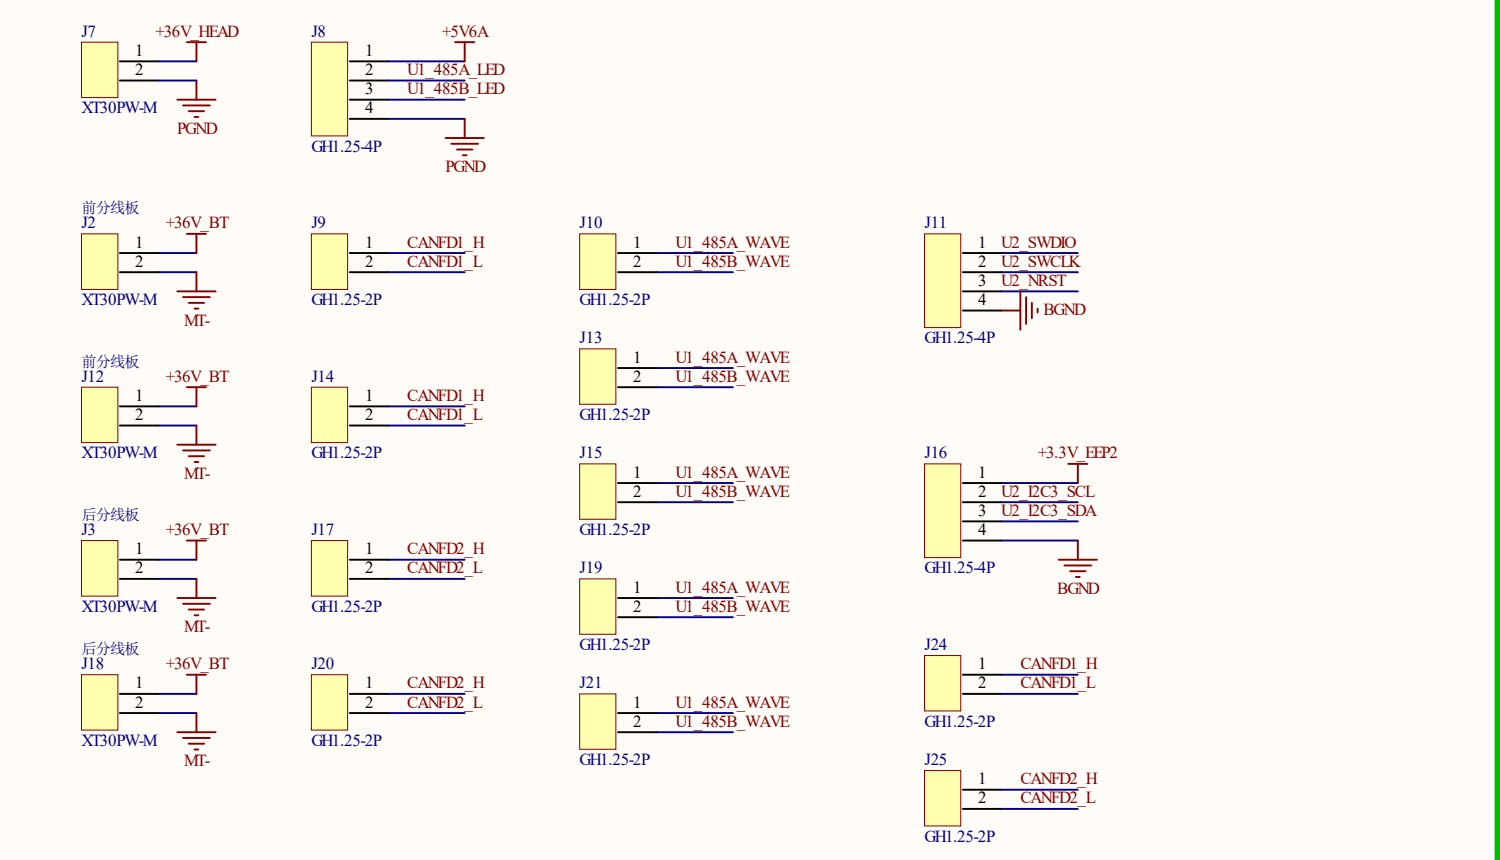 J7
+36V_HEAD
1
2
XT30PW-M
PGND
J8
+5V6A
1
2
U1_485A_LED
3
U1_485B_LED
4
GH1.25-4P
PGND
前分线板
J2
+36V_BT
1
2
XT30PW-M
MT-
J9
1
CANFD1_H
2
CANFD1_L
GH1.25-2P
J10
1
U1_485A_WAVE
2
U1_485B_WAVE
GH1.25-2P
J11
1
U2_SWDIO
2
U2_SWCLK
3
U2_NRST
4
BGND
GH1.25-4P
J13
1
U1_485A_WAVE
2
U1_485B_WAVE
GH1.25-2P
前分线板
J12
+36V_BT
1
2
XT30PW-M
MT-
J14
1
CANFD1_H
2
CANFD1_L
GH1.25-2P
J15
1
U1_485A_WAVE
2
U1_485B_WAVE
GH1.25-2P
J16
+3.3V_EEP2
1
2
U2_I2C3_SCL
3
U2_I2C3_SDA
4
GH1.25-4P
BGND
后分线板
J3
+36V_BT
1
2
XT30PW-M
MT-
J17
1
CANFD2_H
2
CANFD2_L
GH1.25-2P
J19
1
U1_485A_WAVE
2
U1_485B_WAVE
GH1.25-2P
后分线板
J18
+36V_BT
1
2
XT30PW-M
MT-
J20
1
CANFD2_H
2
CANFD2_L
GH1.25-2P
J21
1
U1_485A_WAVE
2
U1_485B_WAVE
GH1.25-2P
J24
1
CANFD1_H
2
CANFD1_L
GH1.25-2P
J25
1
CANFD2_H
2
CANFD2_L
GH1.25-2P